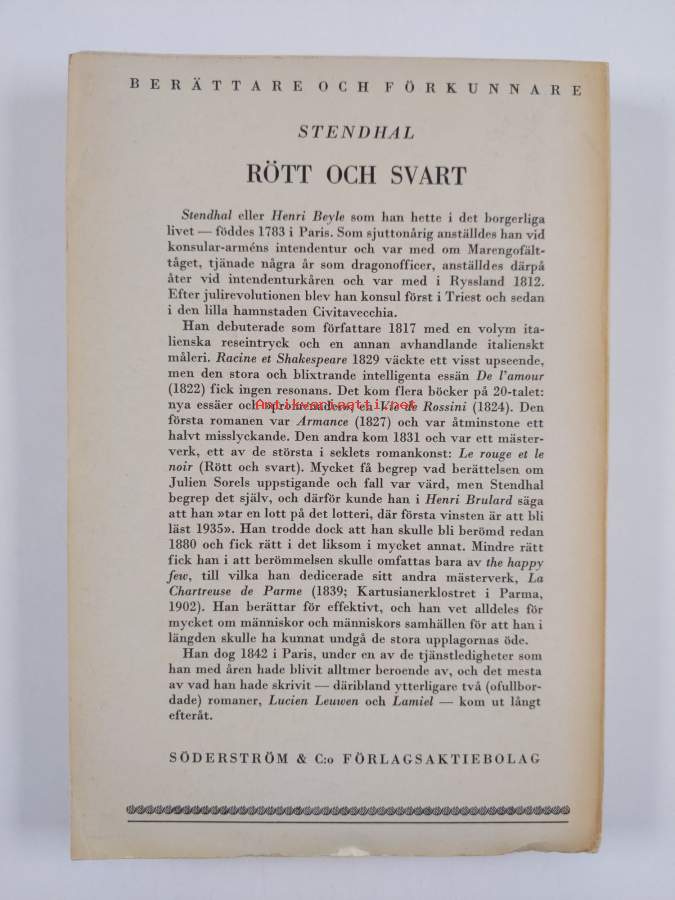 BERÄTTARE OCH FÖRKUNNARE
STENDHAL
RÖTT OCH SVART
Stendhal eller Henri Beyle som han hette i det borgerliga
livet — föddes 1783 i Paris. Som sjuttonårig anställdes han vid
konsular-arméns intendentur och var med om Marengofält-
tåget, tjänade några år som dragonofficer, anställdes därpå
åter vid intendenturkåren och var med i Ryssland 1812.
Efter julirevolutionen blev han konsul först i Triest och sedan
i den lilla hamnstaden Civitavecchia.
Han debuterade som författare 1817 med en volym ita-
lienska reseintryck och en annan avhandlande italienskt
måleri. Racine et Shakespeare 1829 väckte ett visst upseende,
men den stora och blixtrande intelligenta essän De l'amour
(1822) fick ingen resonans. Det kom flera böcker på 20-talet:
nya essäer och en Vie de Rossini (1824). Den
Antikvariaatti.net
första romanen var Armance (1827) och var åtminstone ett
halvt misslyckande. Den andra kom 1831 och var ett mäster-
verk, ett av de största i seklets romankonst: Le rouge et le
noir (Rött och svart). Mycket få begrep vad berättelsen om
Julien Sorels uppstigande och fall var värd, men Stendhal
begrep det själv, och därför kunde han i Henri Brulard säga
att han »tar en lott på det lotteri, där första vinsten är att bli
läst 1935». Han trodde dock att han skulle bli berömd redan
1880 och fick rätt i det liksom i mycket annat. Mindre rätt
fick han i att berömmelsen skulle omfattas bara av the happy
few, till vilka han dedicerade sitt andra mästerverk, La
Chartreuse de Parme (1839; Kartusianerklostret i Parma,
1902). Han berättar för effektivt, och han vet alldeles för
mycket om människor och människors samhällen för att han i
längden skulle ha kunnat undgå de stora upplagornas öde.
Han dog 1842 i Paris, under en av de tjänstledigheter som
han med åren hade blivit alltmer beroende av, och det mesta
av vad han hade skrivit — däribland ytterligare två (ofullbor-
dade) romaner, Lucien Leuwen och Lamiel — kom ut långt
efteråt.
SÖDERSTRÖM & C:o FÖRLAGSAKTIEBOLAG